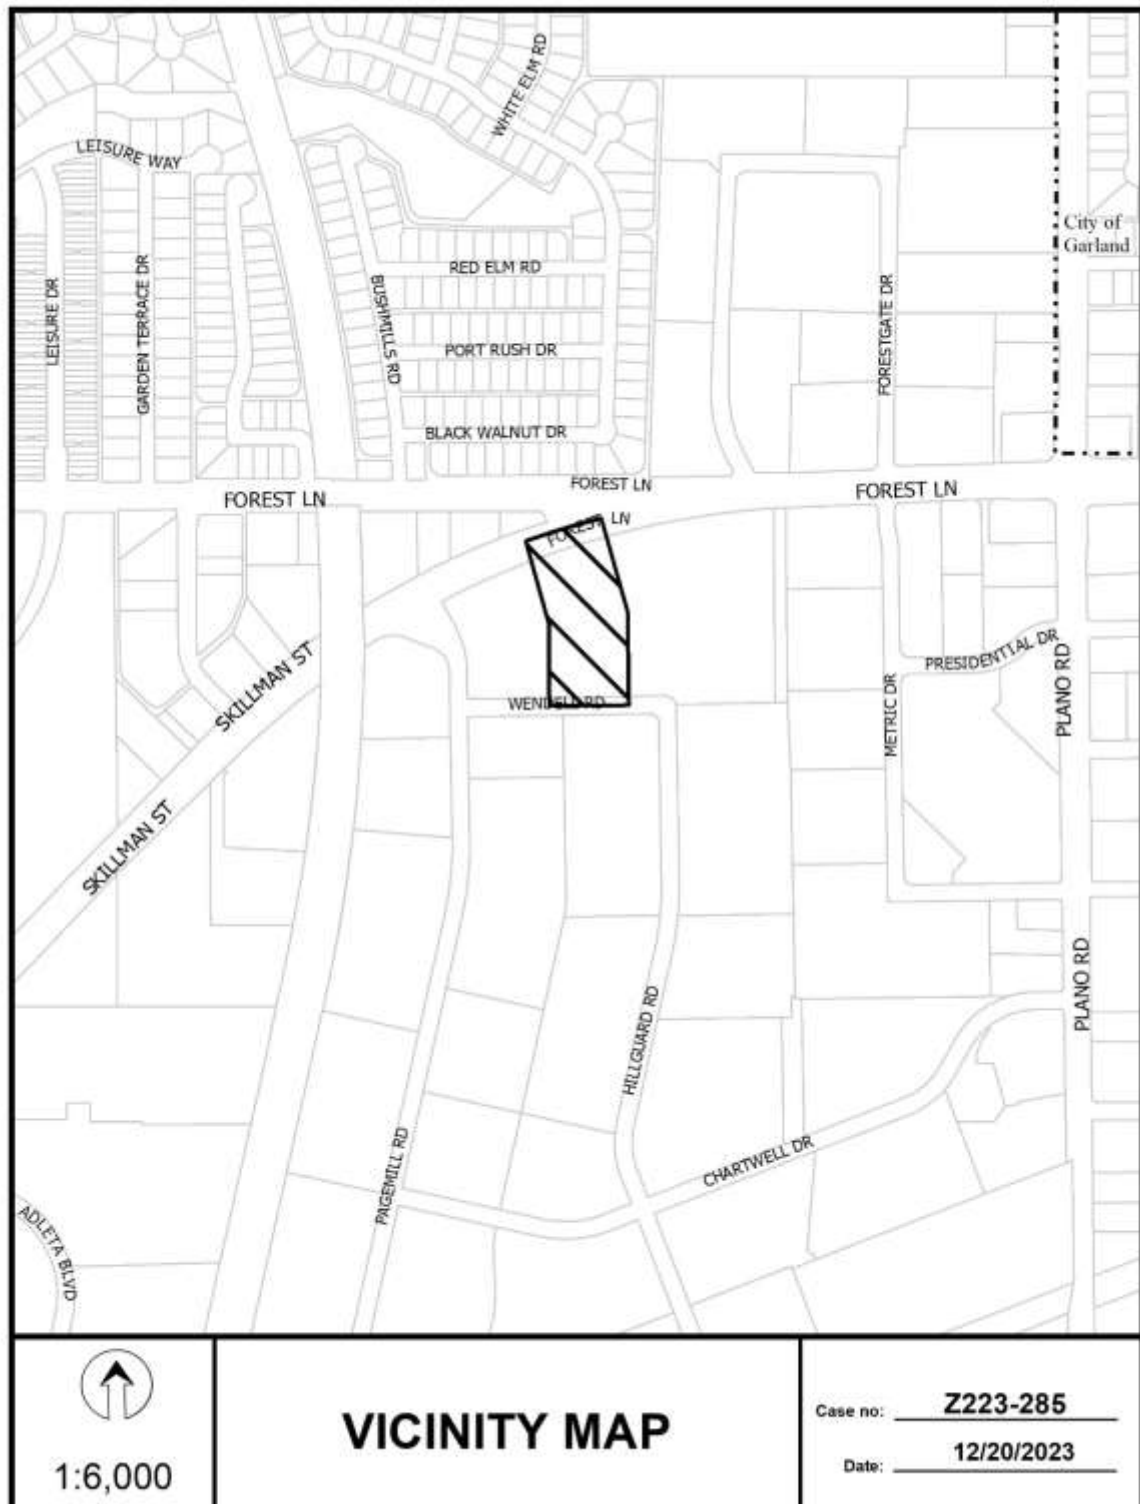 WHITE ELM RD
LEISURE WAY
City of
Garland
RED ELM RD
LEISURE DR
GARDEN TERRACE DR
BUSHMILLS RD
FORESTGATE DR
PORT RUSH DR
BLACK WALNUT DR
FOREST LN
FOREST LN
FOREST LN
FOREST LN
SKILLMAN ST
WENDELL RD
PRESIDENTIAL DR
PLANO RD
METRIC DR
SKILLMAN ST
PLANO RD
HILLGUARD RD
CHARTWELL DR
PAGEMILL RD
ADLETA BLVD
1:6,000
VICINITY MAP
Case no: Z223-285
Date: 12/20/2023